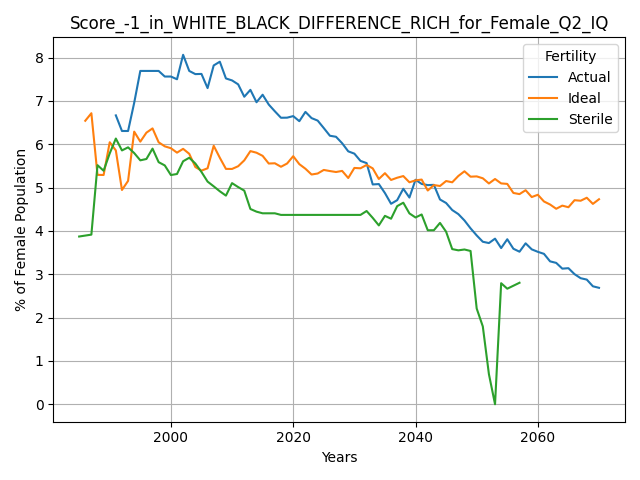 Score_-1_in_WHITE_BLACK_DIFFERENCE_RICH_for_Female_Q2_IQ
Fertility
Actual
Ideal
Sterile
% of Female Population
8
7
6
5
4
3
2
1
0
2000 2020 2040 2060
Years